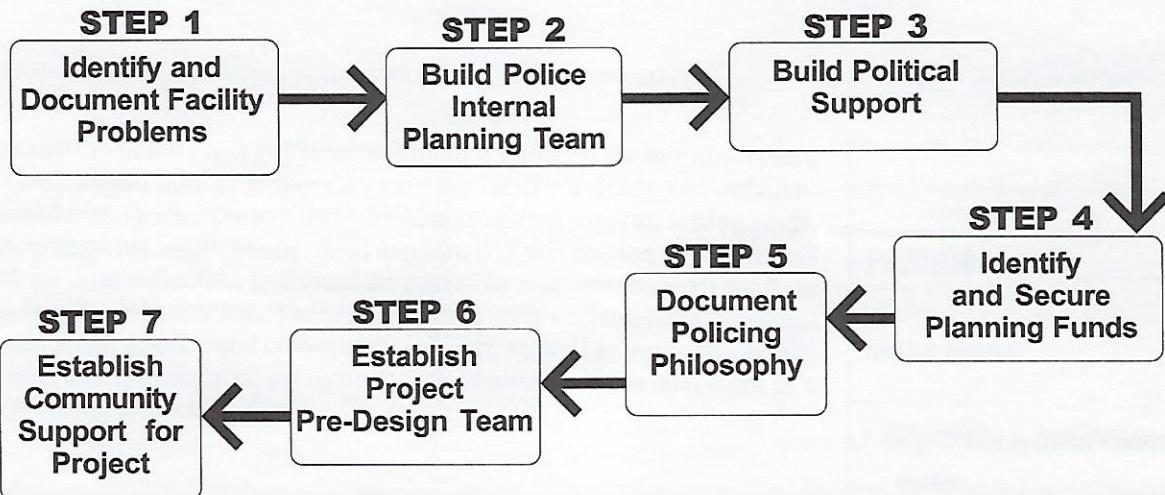 STEP 1
Identify and
Document Facility
Problems
STEP 2
Build Police
Internal
Planning Team
STEP 3
Build Political
Support
STEP 4
Identify
and Secure
Planning Funds
STEP 5
Document
Policing
Philosophy
STEP 6
Establish
Project
Pre-Design Team
STEP 7
Establish
Community
Support for
Project